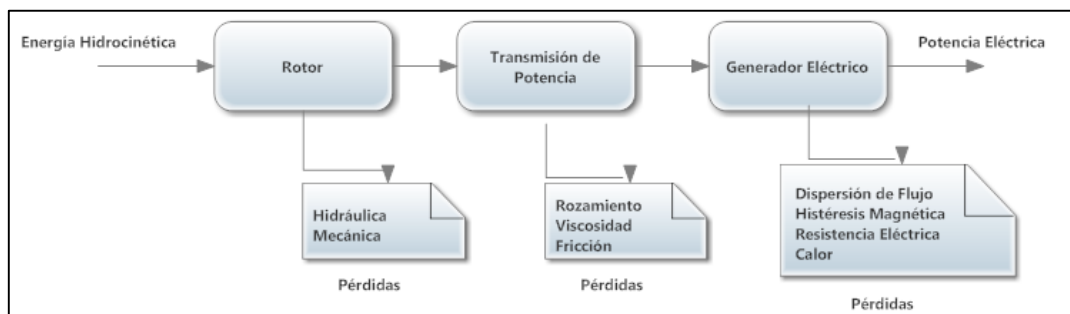 Energía Hidrocinética
Rotor
Transmisión de
Potencia
Generador Eléctrico
Potencia Eléctrica
Hidráulica
Mecánica
Pérdidas
Rozamiento
Viscosidad
Fricción
Pérdidas
Dispersión de Flujo
Histéresis Magnética
Resistencia Eléctrica
Calor
Pérdidas